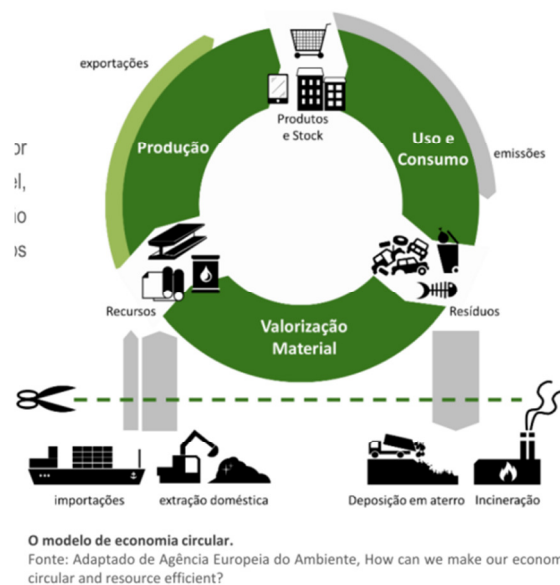 exportações
Produtos
e Stock
Produção
Uso e
Consumo
emissões
Recursos
Resíduos
Valorização
Material
importações
extração doméstica
Deposição em aterro
Incineração
O modelo de economia circular.
Fonte: Adaptado de Agência Europeia do Ambiente, How can we make our econom
circular and resource efficient?